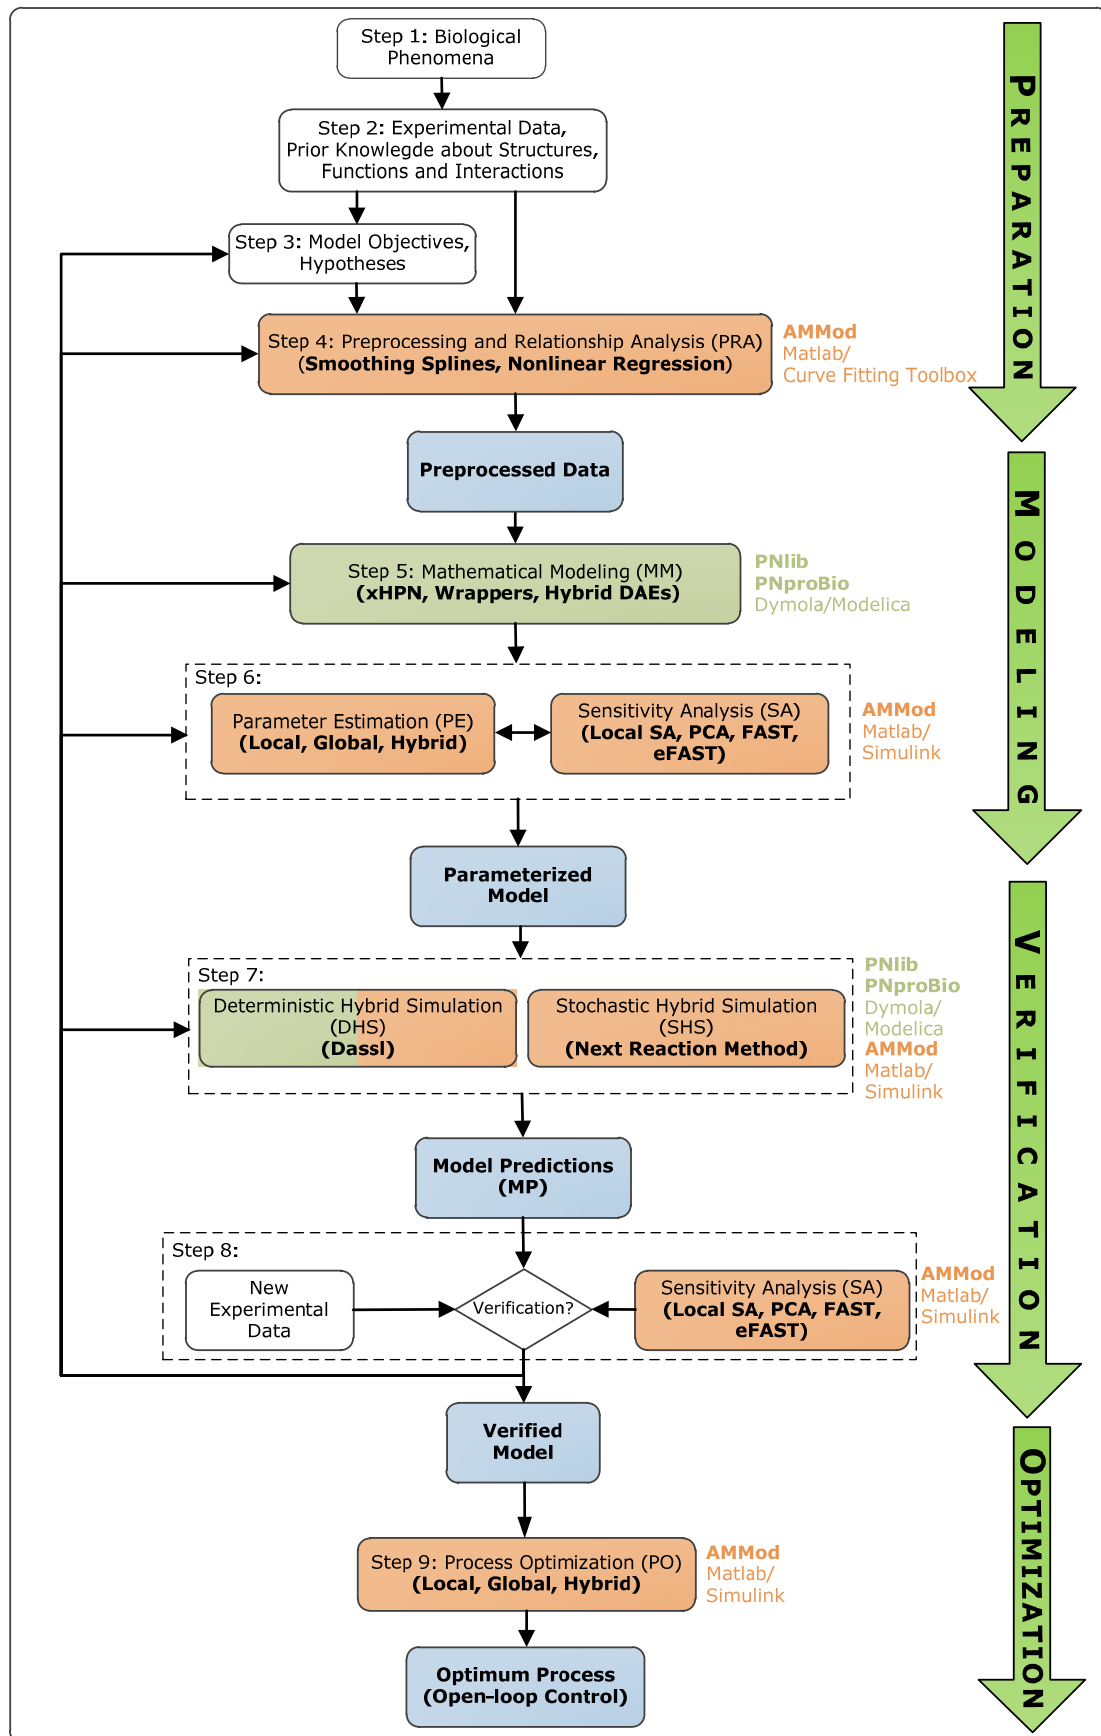 Step 1: Biological
Phenomena
Step 2: Experimental Data,
Prior Knowlegde about Structures,
Functions and Interactions
Step 3: Model Objectives,
Hypotheses
Step 4: Preprocessing and Relationship Analysis (PRA)
(Smoothing Splines, Nonlinear Regression)
AMMod
Matlab/
Curve Fitting Toolbox
PREPARATION
Preprocessed Data
Step 5: Mathematical Modeling (MM)
(xHPN, Wrappers, Hybrid DAEs)
PNlib
PNproBio
Dymola/Modelica
Step 6:
Parameter Estimation (PE)
(Local, Global, Hybrid)
Sensitivity Analysis (SA)
(Local SA, PCA, FAST,
eFAST)
AMMod
Matlab/
Simulink
MODELING
Parameterized
Model
Step 7:
Deterministic Hybrid Simulation
(DHS)
(Dassl)
Stochastic Hybrid Simulation
(SHS)
(Next Reaction Method)
PNlib
PNproBio
Dymola/
Modelica
AMMod
Matlab/
Simulink
Model Predictions
(MP)
Step 8:
New
Experimental
Data
Verification?
Sensitivity Analysis (SA)
(Local SA, PCA, FAST,
eFAST)
AMMod
Matlab/
Simulink
VERIFICATION
Verified
Model
Step 9: Process Optimization (PO)
(Local, Global, Hybrid)
AMMod
Matlab/
Simulink
Optimum Process
(Open-loop Control)
OPTIMIZATION